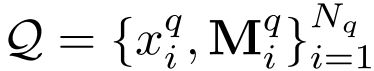 $\mathcal{Q} = \{x_i^q, \mathbf{M}_i^q\}_{i=1}^{N_q}$